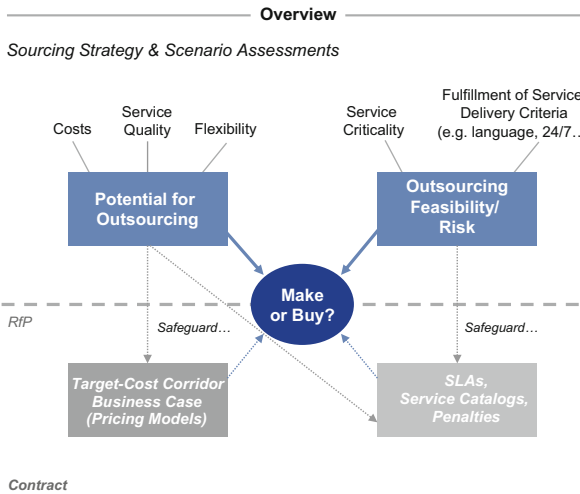 Overview
Sourcing Strategy & Scenario Assessments
Costs
Service
Quality
Flexibility
Service
Criticality
Fulfillment of Service
Delivery Criteria
(e.g. language, 24/7…
Potential for
Outsourcing
Outsourcing
Feasibility/
Risk
Make
or Buy?
RfP
Safeguard…
Safeguard…
Target-Cost Corridor
Business Case
(Pricing Models)
SLAs,
Service Catalogs,
Penalties
Contract